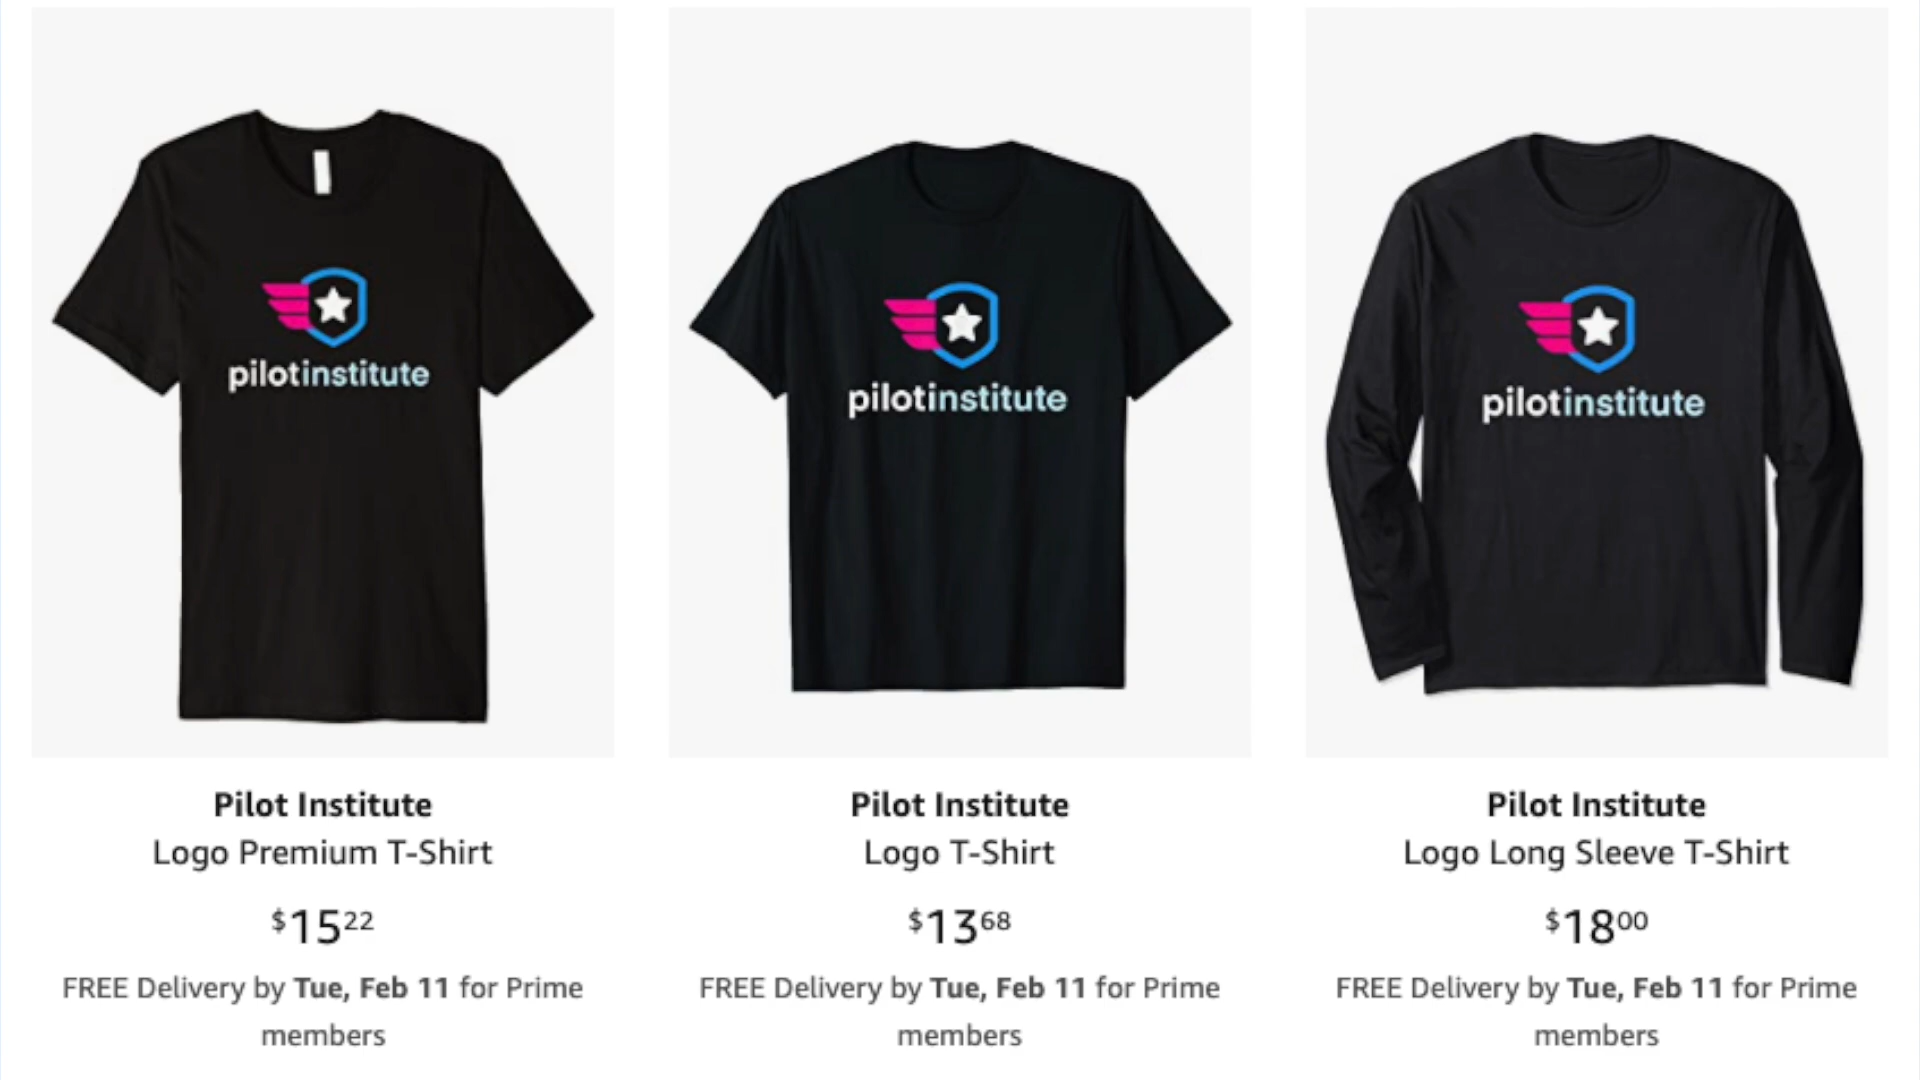 pilotinstitute
pilotinstitute
pilotinstitute
Pilot Institute
Logo Premium T-Shirt
$1522
FREE Delivery by Tue, Feb 11 for Prime
members
Pilot Institute
Logo T-Shirt
$1368
FREE Delivery by Tue, Feb 11 for Prime
members
Pilot Institute
Logo Long Sleeve T-Shirt
$1800
FREE Delivery by Tue, Feb 11 for Prime
members